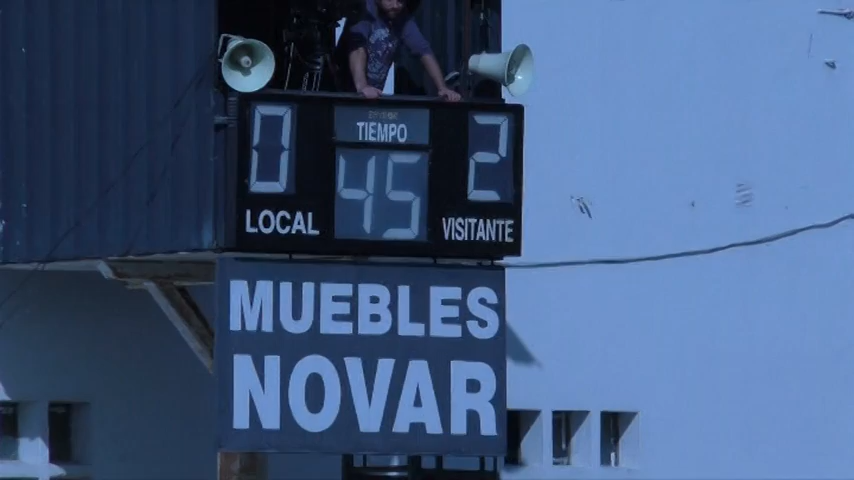 TIEMPO
0 45 2
LOCAL VISITANTE
MUEBLES
NOVAR